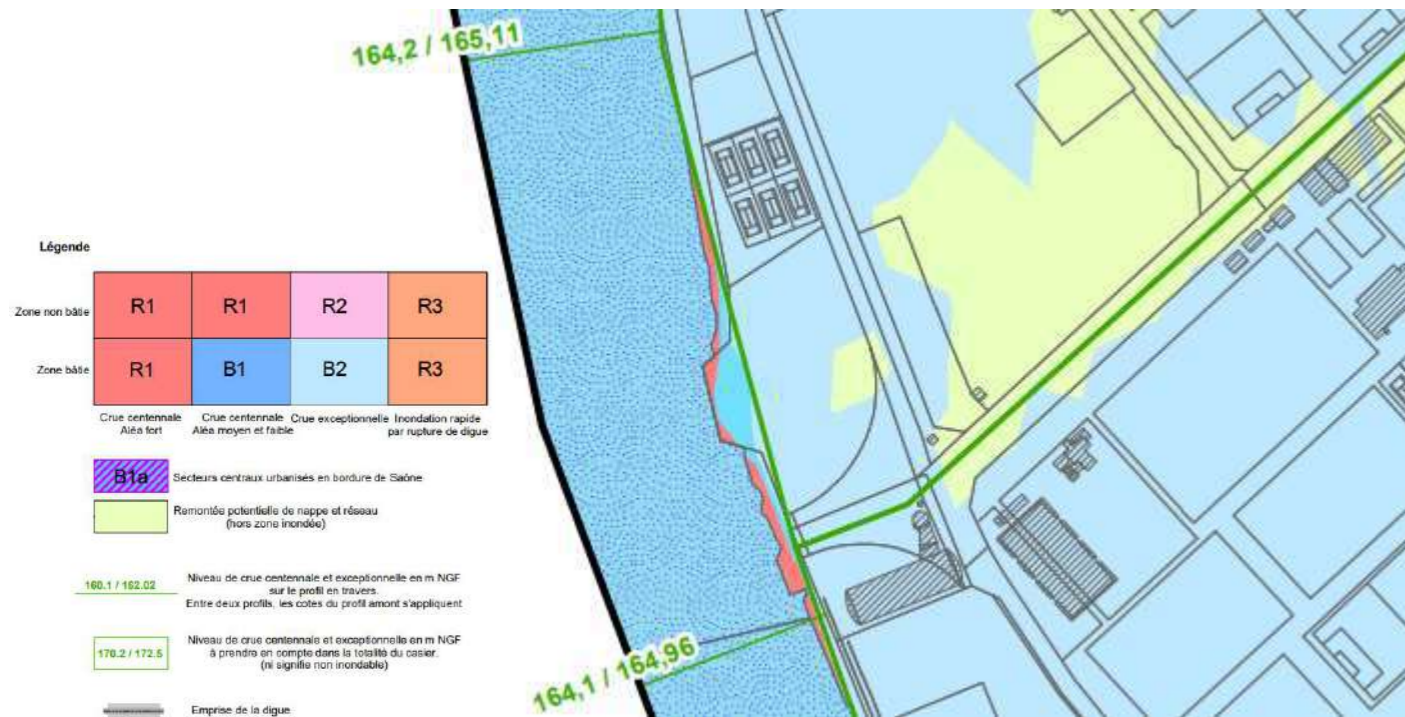 164,2 / 165,11
Légende
Zone non bâtie
R1 R1 R2 R3
Zone bâtie
R1 B1 B2 R3
Crue centennale
Aléa fort
Crue centennale
Aléa moyen et faible
Crue exceptionnelle
Inondation rapide
par rupture de digue
B1a
Secteurs centraux urbanisés en bordure de Saône
Remontée potentielle de nappe et réseau
(hors zone inondée)
160.1 / 162.02
Niveau de crue centennale et exceptionnelle en m NGF
sur le profil en travers.
Entre deux profils, les cotes du profil amont s'appliquent
170.2 / 172.5
Niveau de crue centennale et exceptionnelle en m NGF
à prendre en compte dans la totalité du casier.
(ni signifie non inondable)
Emprise de la digue
164,1 / 164,96